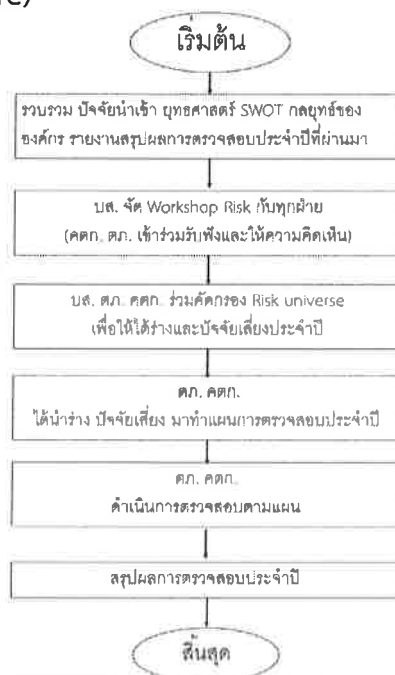 เริ่มต้น
รวบรวม ปัจจัยนำเข้า ยุทธศาสตร์ SWOT กลยุทธ์ของ
องค์กร รายงานสรุปผลการตรวจสอบประจำปีที่ผ่านมา
บส. จัด Workshop Risk กับทุกฝ่าย
(คตก. ตภ. เข้าร่วมรับฟังและให้ความคิดเห็น)
บส. ตภ. คตก. ร่วมคัดกรอง Risk universe
เพื่อให้ได้ร่างและปัจจัยเสี่ยงประจำปี
ตภ. คตก.
ได้นำร่าง ปัจจัยเสี่ยง มาทำแผนการตรวจสอบประจำปี
ตภ. คตก.
ดำเนินการตรวจสอบตามแผน
สรุปผลการตรวจสอบประจำปี
สิ้นสุด